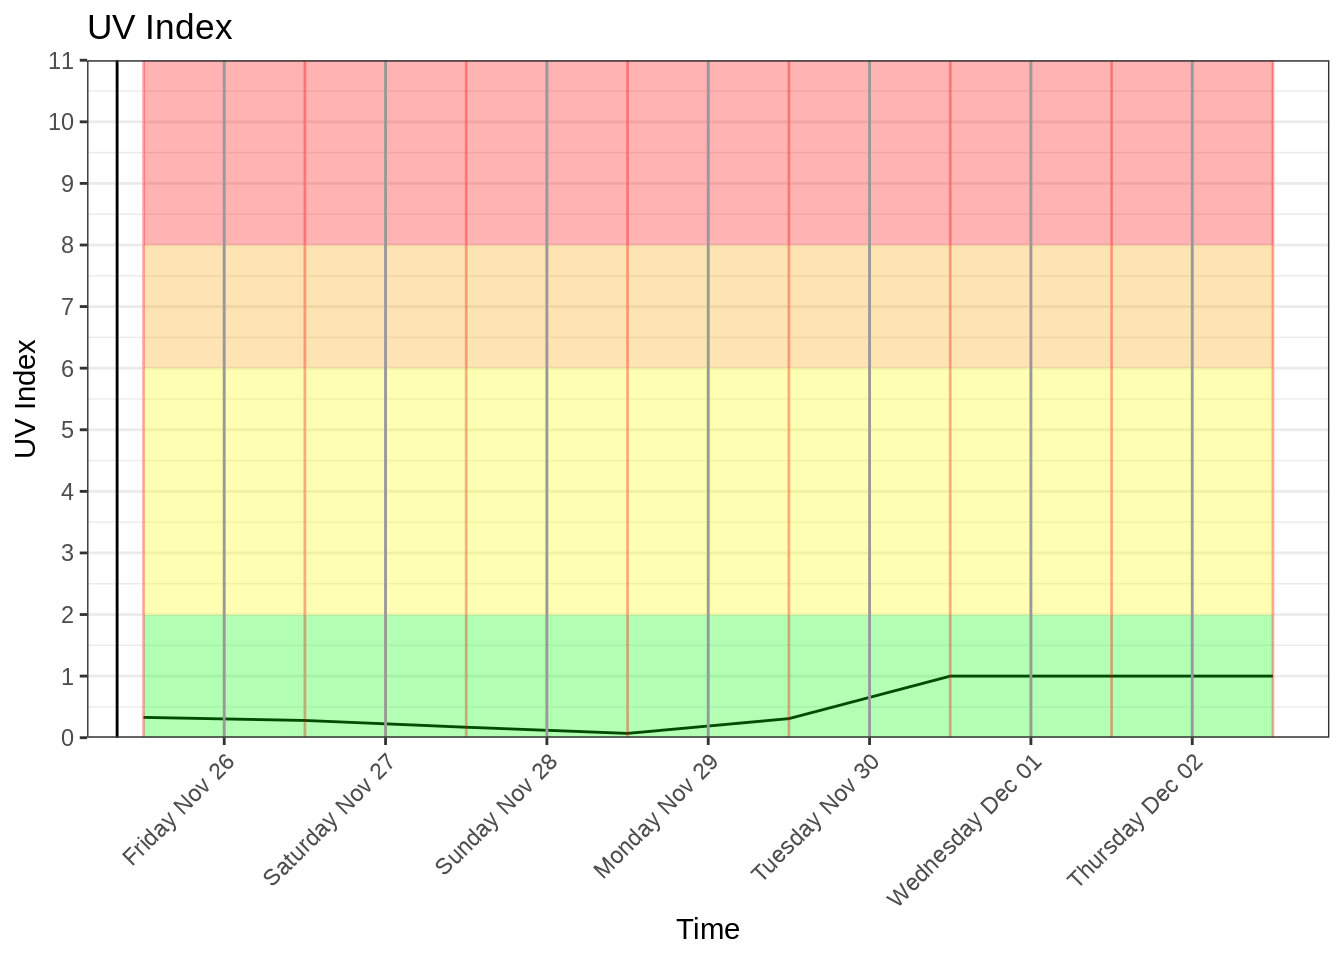 UV Index
11
10
9
8
7
6
5
4
3
2
1
0
UV Index
Friday Nov 26
Saturday Nov 27
Sunday Nov 28
Monday Nov 29
Tuesday Nov 30
Wednesday Dec 01
Thursday Dec 02
Time